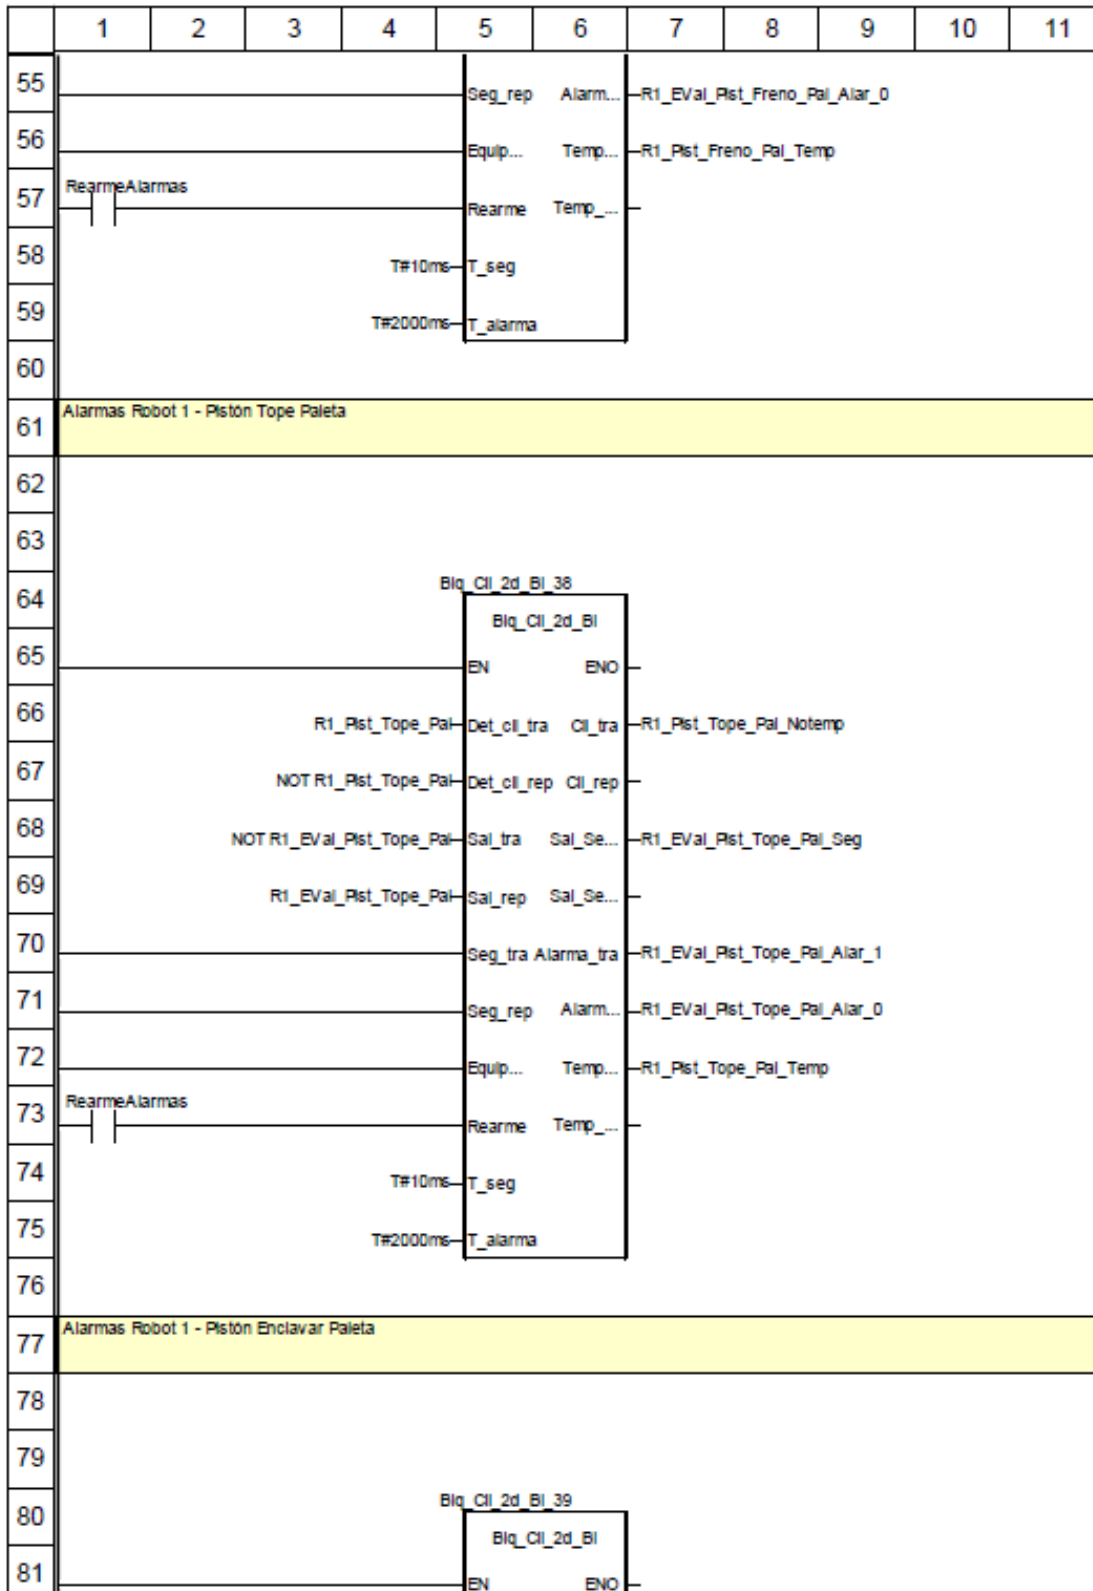 1 2 3 4 5 6 7 8 9 10 11
55 Seg_rep Alarm... R1_EVal_Pist_Freno_Pal_Alar_0
56 Equip... Temp... R1_Pist_Freno_Pal_Temp
RearmeAlarmas
57 Rearme Temp_...
58 T#10ms T_seg
59 T#2000ms T_alarma
60
61 Alarmas Robot 1 - Pistón Tope Paleta
62
63
Blq_Cil_2d_BI_38
64 Blq_Cil_2d_BI
65 EN ENO
66 R1_Pist_Tope_Pal Det_cil_tra Cil_tra R1_Pist_Tope_Pal_Notemp
67 NOT R1_Pist_Tope_Pal Det_cil_rep Cil_rep
68 NOT R1_EVal_Pist_Tope_Pal Sal_tra Sal_Se... R1_EVal_Pist_Tope_Pal_Seg
69 R1_EVal_Pist_Tope_Pal Sal_rep Sal_Se...
70 Seg_tra Alarma_tra R1_EVal_Pist_Tope_Pal_Alar_1
71 Seg_rep Alarm... R1_EVal_Pist_Tope_Pal_Alar_0
72 Equip... Temp... R1_Pist_Tope_Pal_Temp
RearmeAlarmas
73 Rearme Temp_...
74 T#10ms T_seg
75 T#2000ms T_alarma
76
77 Alarmas Robot 1 - Pistón Enclavar Paleta
78
79
Blq_Cil_2d_BI_39
80 Blq_Cil_2d_BI
81 EN ENO